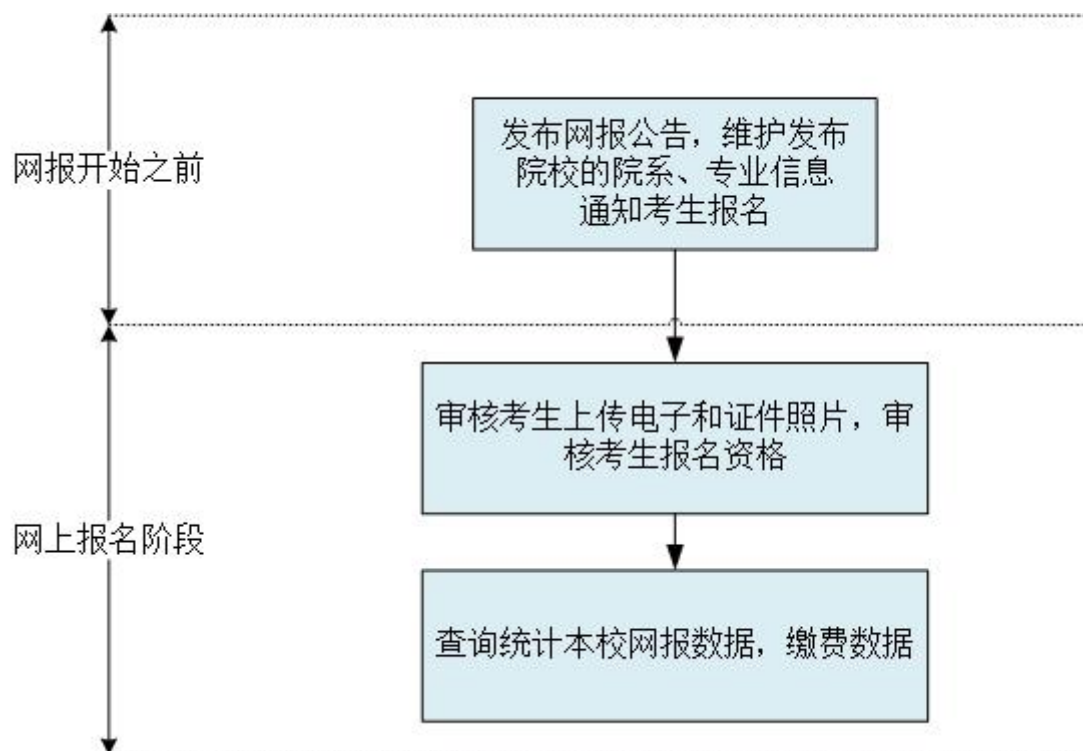 网报开始之前
发布网报公告，维护发布
院校的院系、专业信息
通知考生报名
网上报名阶段
审核考生上传电子和证件照片，审
核考生报名资格
查询统计本校网报数据，缴费数据